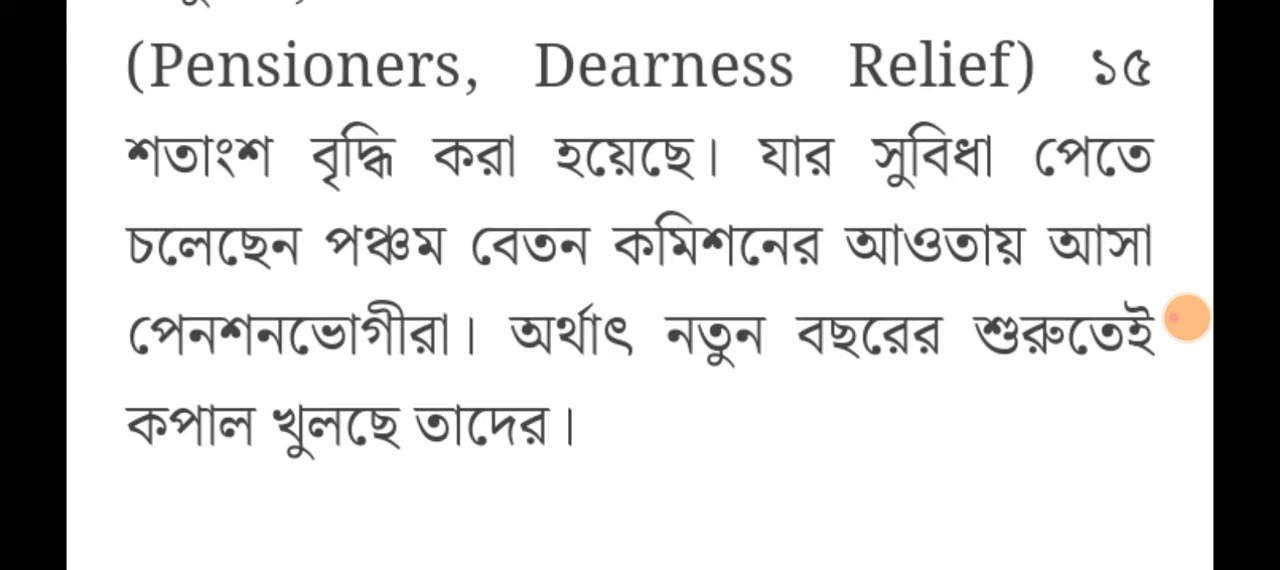 (Pensioners, Dearness Relief) ১৫
শতাংশ বৃদ্ধি করা হয়েছে। যার সুবিধা পেতে
চলেছেন পঞ্চম বেতন কমিশনের আওতায় আসা
পেনশনভোগীরা। অর্থাৎ নতুন বছরের শুরুতেই
কপাল খুলছে তাদের।